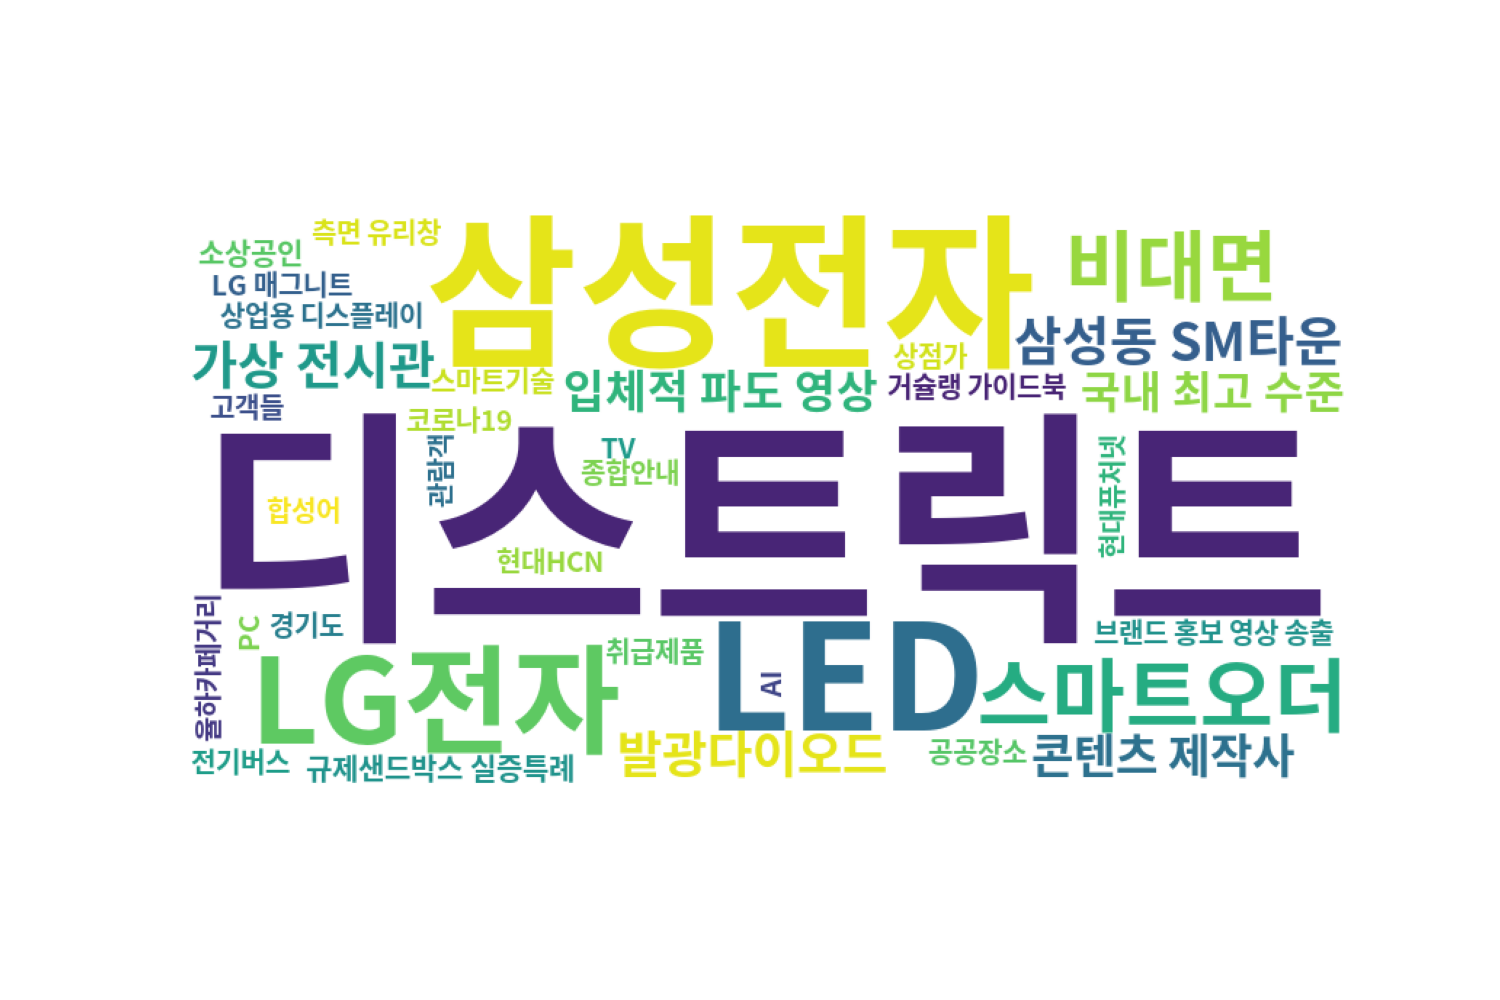 측면 유리창
소상공인
LG 매그니트
상업용 디스플레이
가상 전시관
고객들
삼성전자
비대면
삼성동 SM타운
상점가
스마트기술
입체적 파도 영상
거슐랭 가이드북
국내 최고 수준
코로나19
디스트릭트
관람객
TV
종합안내
합성어
현대HCN
현대퓨처넷
율하카페거리
PC
경기도
LG전자
취급제품
LED
AI
브랜드 홍보 영상 송출
스마트오더
전기버스
규제샌드박스 실증특례
발광다이오드
공공장소
콘텐츠 제작사